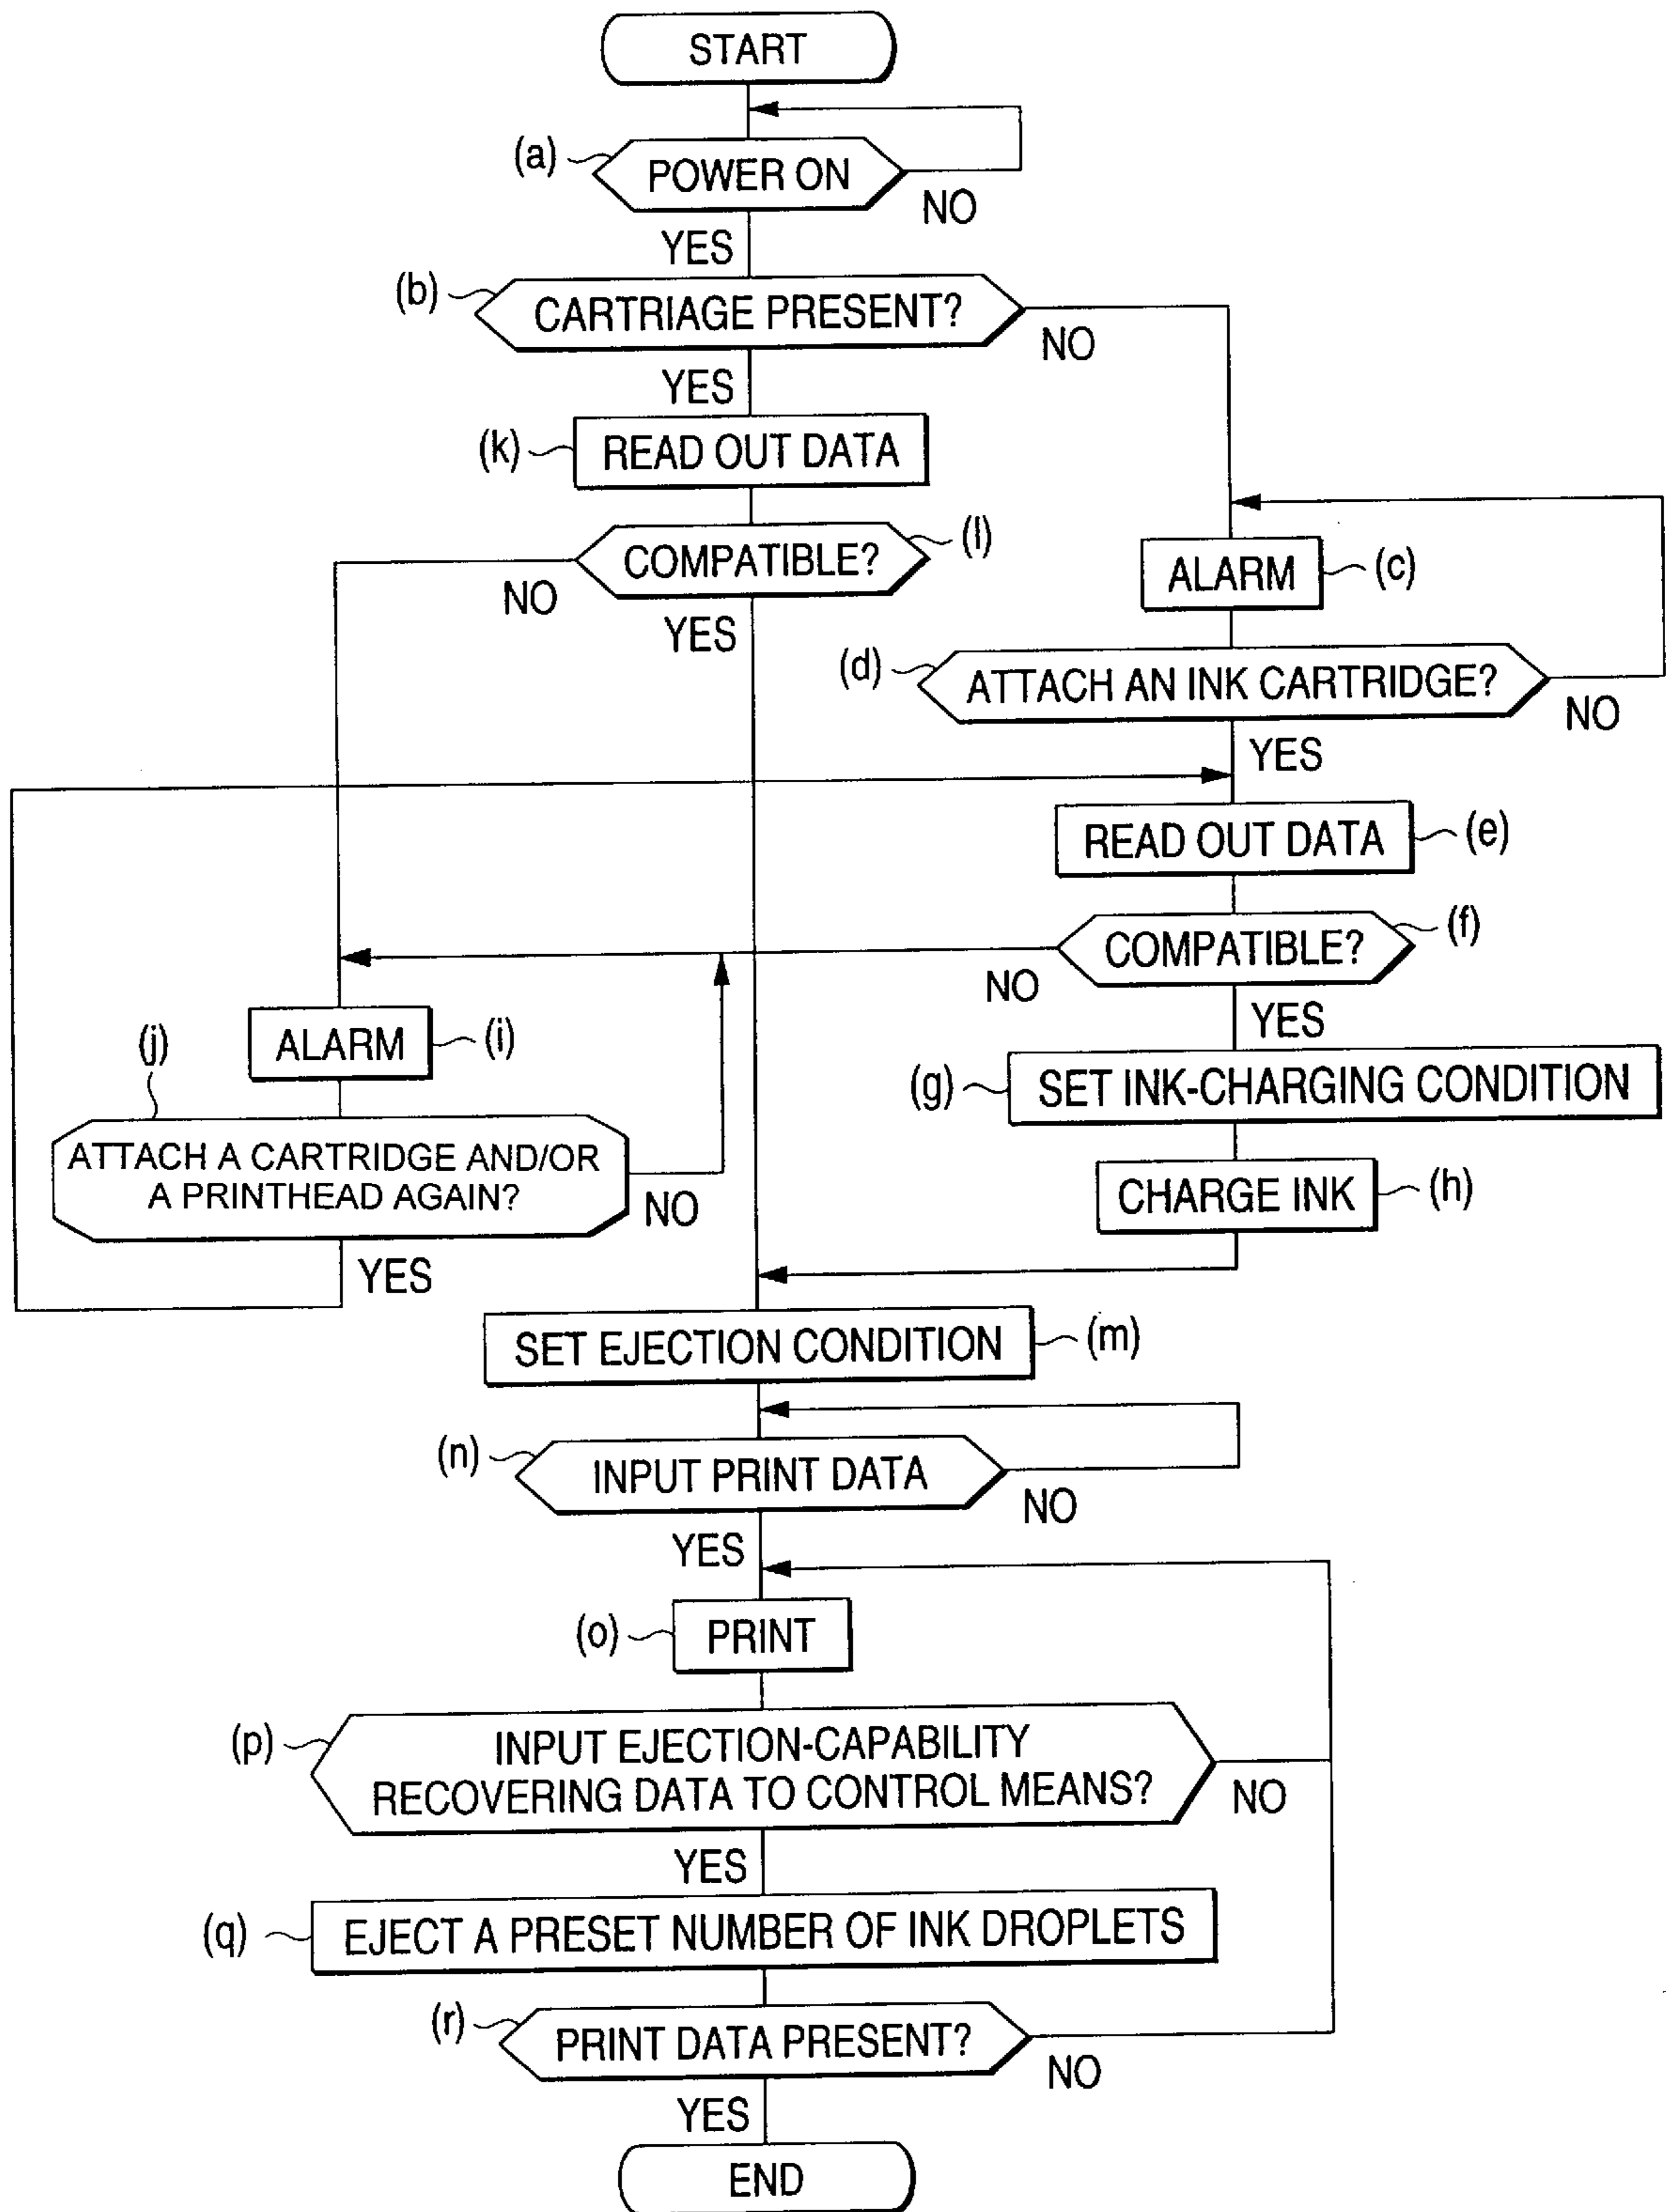 START
(a)
POWER ON
NO
YES
(b)
CARTRIAGE PRESENT?
NO
YES
(k)
READ OUT DATA
(l)
COMPATIBLE?
NO
YES
ALARM
(c)
(d)
ATTACH AN INK CARTRIDGE?
NO
YES
READ OUT DATA
(e)
(f)
COMPATIBLE?
NO
YES
(j)
ALARM
(i)
(g)
SET INK-CHARGING CONDITION
ATTACH A CARTRIDGE AND/OR
A PRINTHEAD AGAIN?
NO
YES
CHARGE INK
(h)
SET EJECTION CONDITION
(m)
(n)
INPUT PRINT DATA
NO
YES
(o)
PRINT
(p)
INPUT EJECTION-CAPABILITY
RECOVERING DATA TO CONTROL MEANS?
NO
YES
(q)
EJECT A PRESET NUMBER OF INK DROPLETS
(r)
PRINT DATA PRESENT?
NO
YES
END